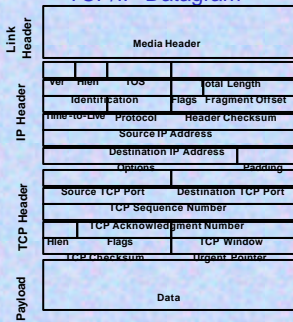 TCP/IP Datagram
Link Header
Media Header
IP Header
Ver Hlen TOS Total Length
Identification Flags Fragment Offset
Time-to-Live Protocol Header Checksum
Source IP Address
Destination IP Address
Options Padding
TCP Header
Source TCP Port Destination TCP Port
TCP Sequence Number
TCP Acknowledgment Number
Hlen Flags TCP Window
TCP Checksum Urgent Pointer
Payload
Data